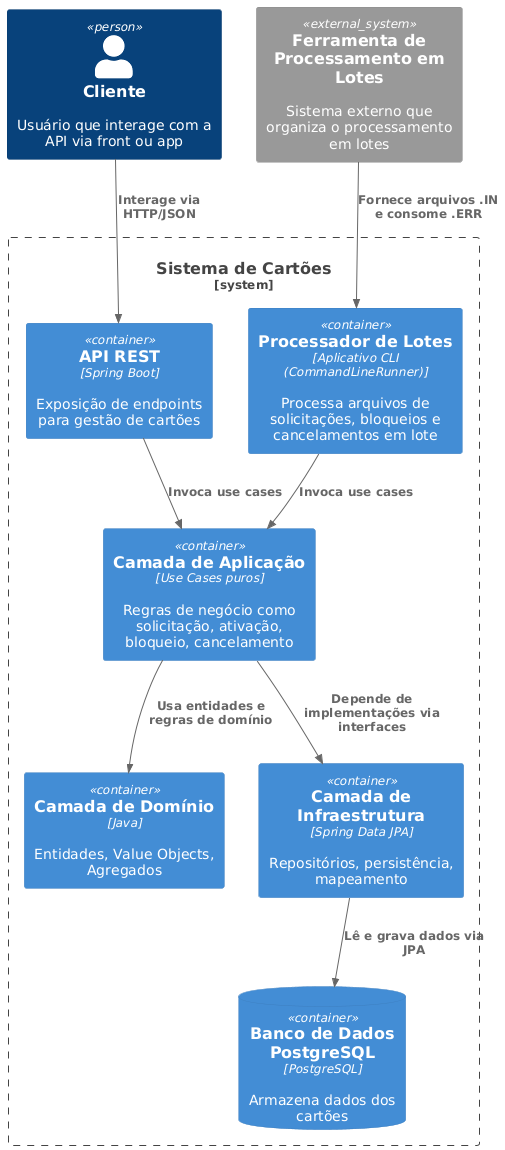 «person»
Cliente
Usuário que interage com a
API via front ou app
«external_system»
Ferramenta de
Processamento em
Lotes
Sistema externo que
organiza o processamento
em lotes
Interage via
HTTP/JSON
Fornece arquivos .IN
e consome .ERR
Sistema de Cartões
[system]
«container»
API REST
[Spring Boot]
Exposição de endpoints
para gestão de cartões
«container»
Processador de Lotes
[Aplicativo CLI
(CommandLineRunner)]
Processa arquivos de
solicitações, bloqueios e
cancelamentos em lote
Invoca use cases
Invoca use cases
«container»
Camada de Aplicação
[Use Cases puros]
Regras de negócio como
solicitação, ativação,
bloqueio, cancelamento
Usa entidades e
regras de domínio
Depende de
implementações via
interfaces
«container»
Camada de Domínio
[Java]
Entidades, Value Objects,
Agregados
«container»
Camada de
Infraestrutura
[Spring Data JPA]
Repositórios, persistência,
mapeamento
Lê e grava dados via
JPA
«container»
Banco de Dados
PostgreSQL
[PostgreSQL]
Armazena dados dos
cartões